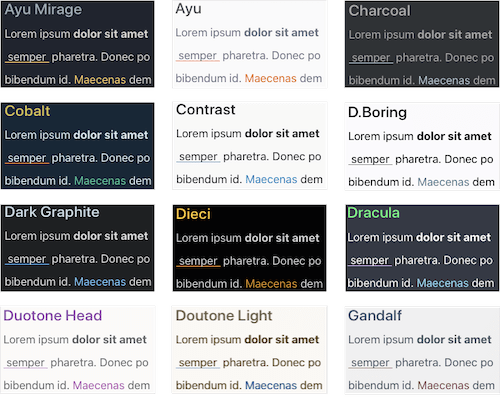 Ayu Mirage
Lorem ipsum dolor sit amet
semper pharetra. Donec po
bibendum id. Maecenas dem
Ayu
Lorem ipsum dolor sit amet
semper pharetra. Donec po
bibendum id. Maecenas dem
Charcoal
Lorem ipsum dolor sit amet
semper pharetra. Donec po
bibendum id. Maecenas dem
Cobalt
Lorem ipsum dolor sit amet
semper pharetra. Donec po
bibendum id. Maecenas dem
Contrast
Lorem ipsum dolor sit amet
semper pharetra. Donec po
bibendum id. Maecenas dem
D.Boring
Lorem ipsum dolor sit amet
semper pharetra. Donec po
bibendum id. Maecenas dem
Dark Graphite
Lorem ipsum dolor sit amet
semper pharetra. Donec po
bibendum id. Maecenas dem
Dieci
Lorem ipsum dolor sit amet
semper pharetra. Donec po
bibendum id. Maecenas dem
Dracula
Lorem ipsum dolor sit amet
semper pharetra. Donec po
bibendum id. Maecenas dem
Duotone Head
Lorem ipsum dolor sit amet
semper pharetra. Donec po
bibendum id. Maecenas dem
Doutone Light
Lorem ipsum dolor sit amet
semper pharetra. Donec po
bibendum id. Maecenas dem
Gandalf
Lorem ipsum dolor sit amet
semper pharetra. Donec po
bibendum id. Maecenas dem